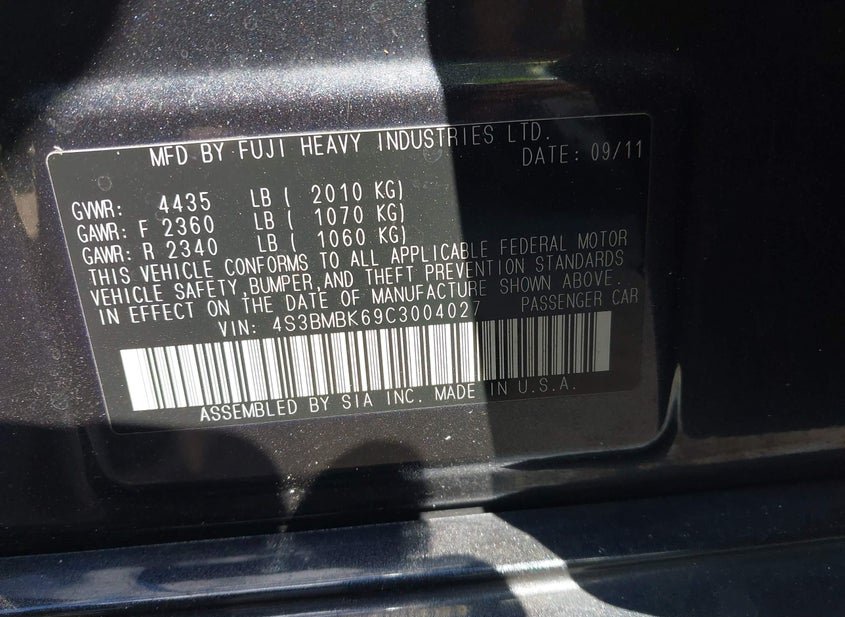 MFD BY FUJI HEAVY INDUSTRIES LTD.
DATE: 09/11
GVWR: 4435 LB ( 2010 KG)
GAWR: F 2360 LB ( 1070 KG)
GAWR: R 2340 LB ( 1060 KG)
THIS VEHICLE CONFORMS TO ALL APPLICABLE FEDERAL MOTOR
VEHICLE SAFETY, BUMPER, AND THEFT PREVENTION STANDARDS
IN EFFECT ON THE DATE OF MANUFACTURE SHOWN ABOVE.
VIN: 4S3BMBK69C3004027 PASSENGER CAR
ASSEMBLED BY SIA INC. MADE IN U.S.A.